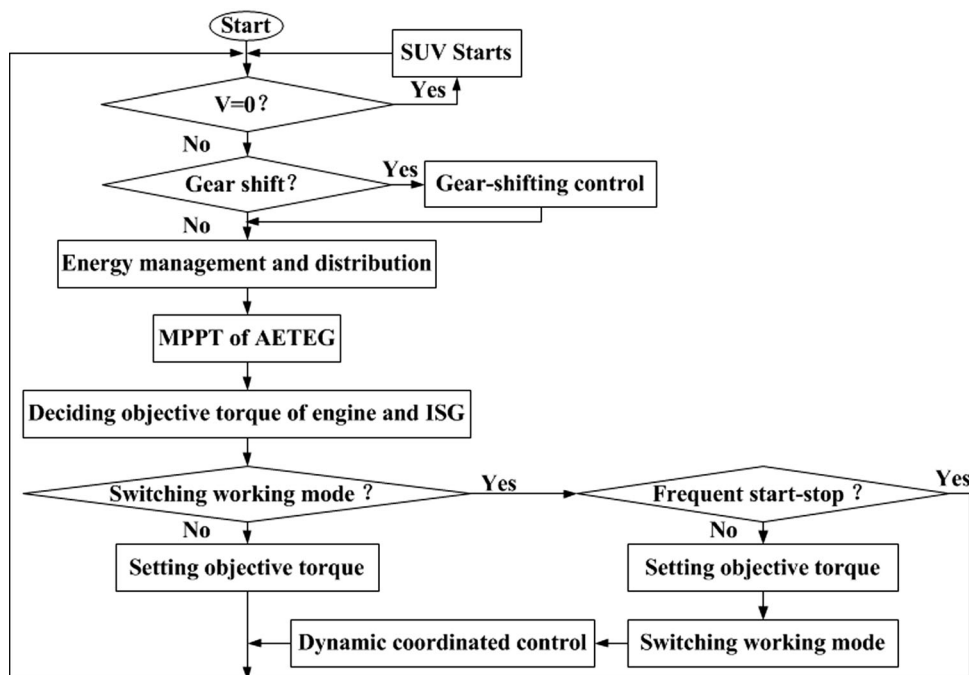 Start
SUV Starts
Yes
V=0？
No
Yes
Gear shift？
Gear-shifting control
No
Energy management and distribution
MPPT of AETEG
Deciding objective torque of engine and ISG
Switching working mode？
Yes
Frequent start-stop？
Yes
No
No
Setting objective torque
Setting objective torque
Dynamic coordinated control
Switching working mode